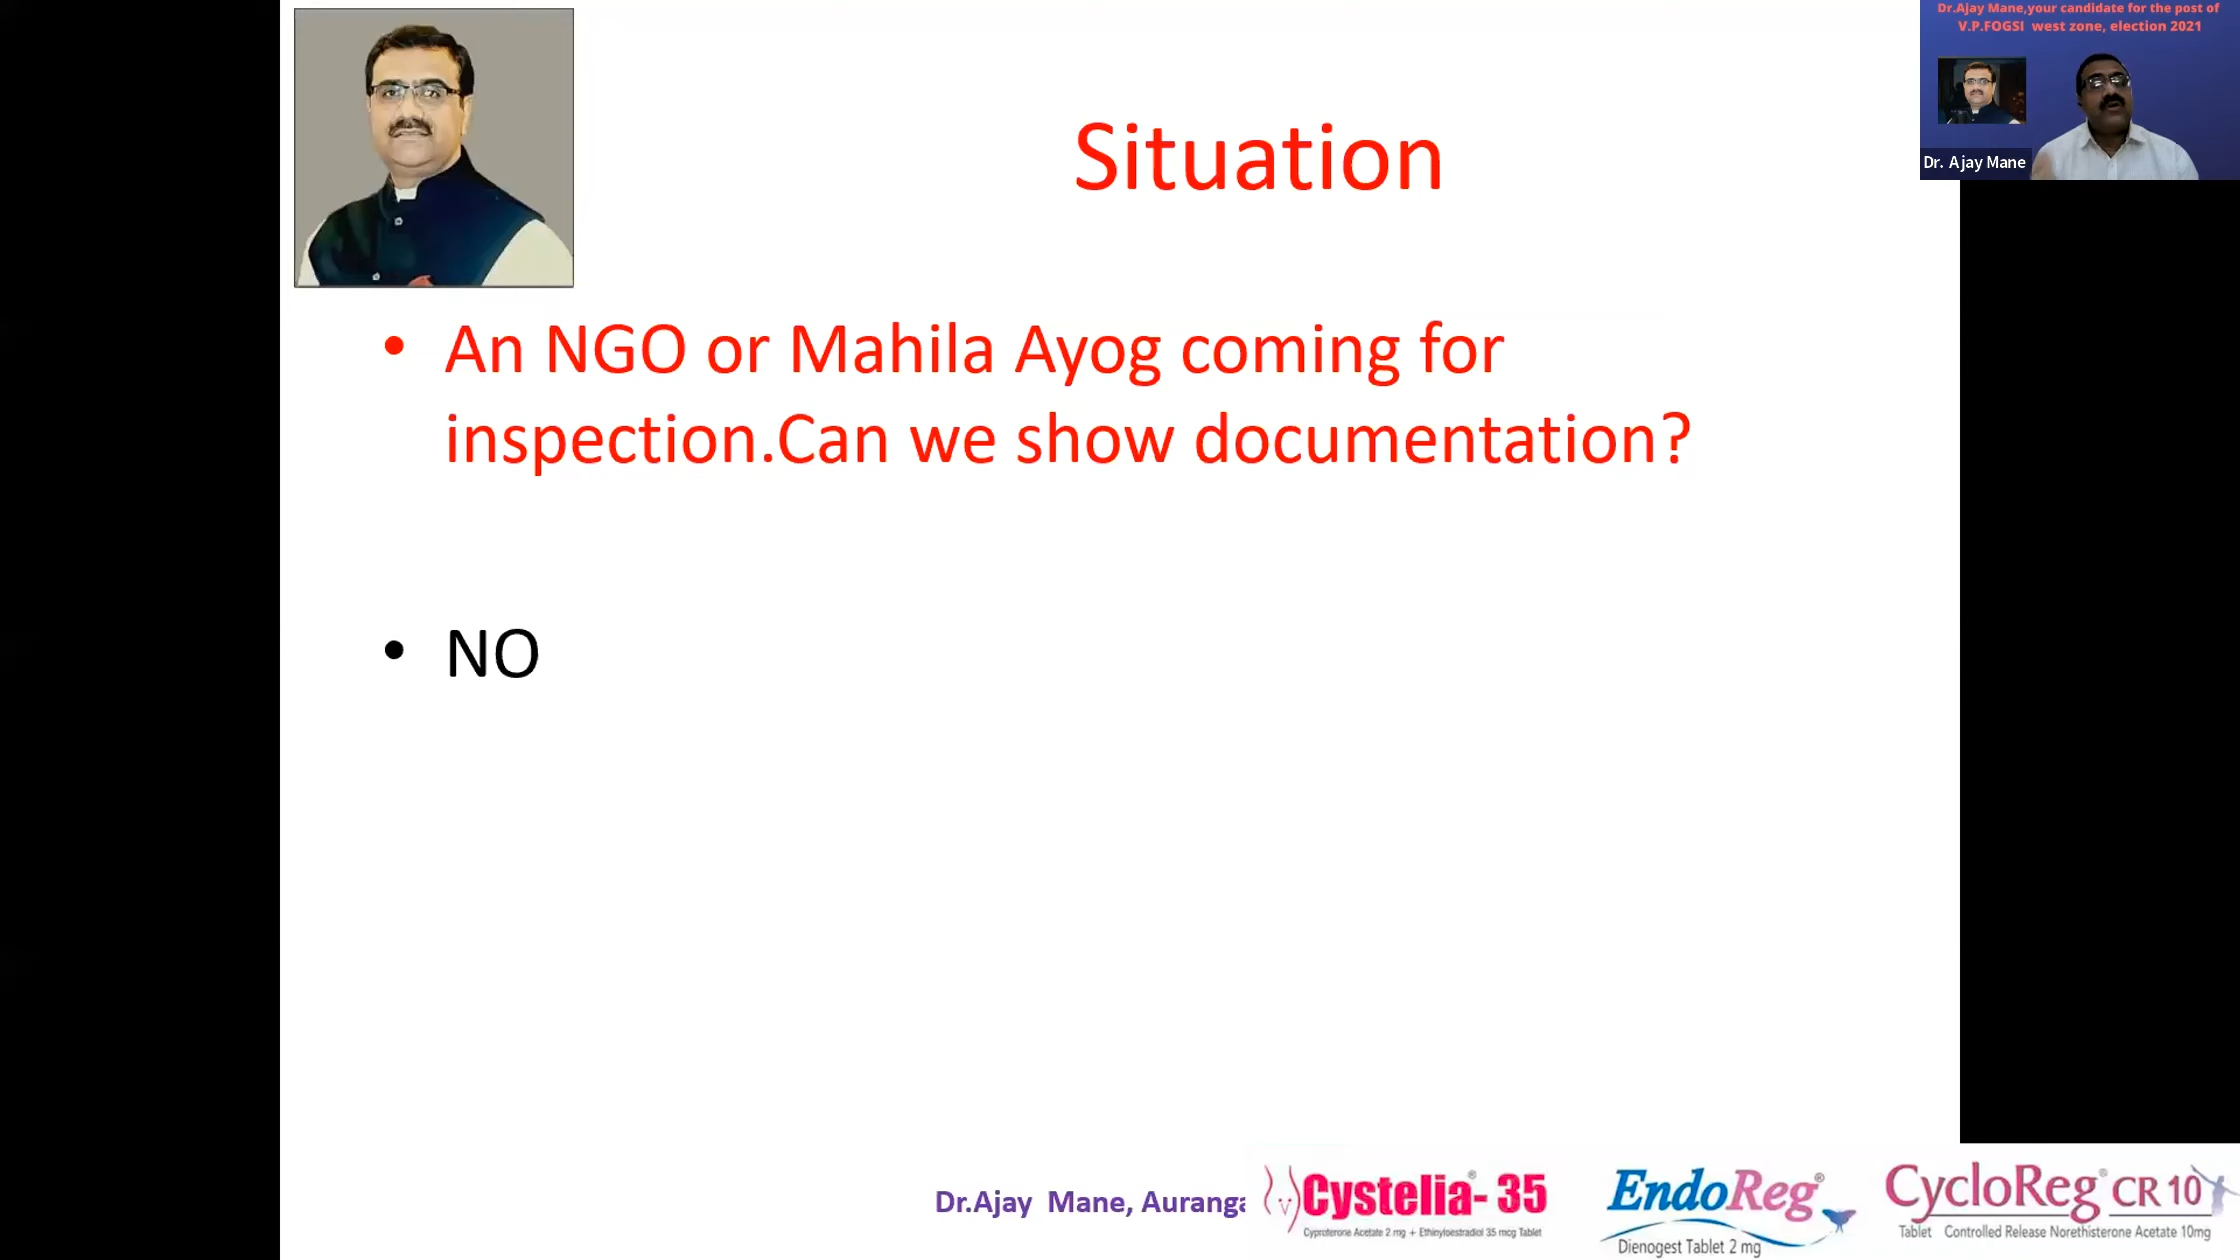 Dr.Ajay Mane,your candidate for the post of
V.P.FOGSI west zone, election 2021
Dr. Ajay Mane
Situation
• An NGO or Mahila Ayog coming for
inspection.Can we show documentation?
• NO
Dr.Ajay Mane, Auranga
Cystelia®- 35
Cyproterone Acetate 2 mg + Ethinyloestradiol 35 mcg Tablet
EndoReg®
Dienogest Tablet 2 mg
CycloReg® CR 10
Tablet Controlled Release Norethisterone Acetate 10mg